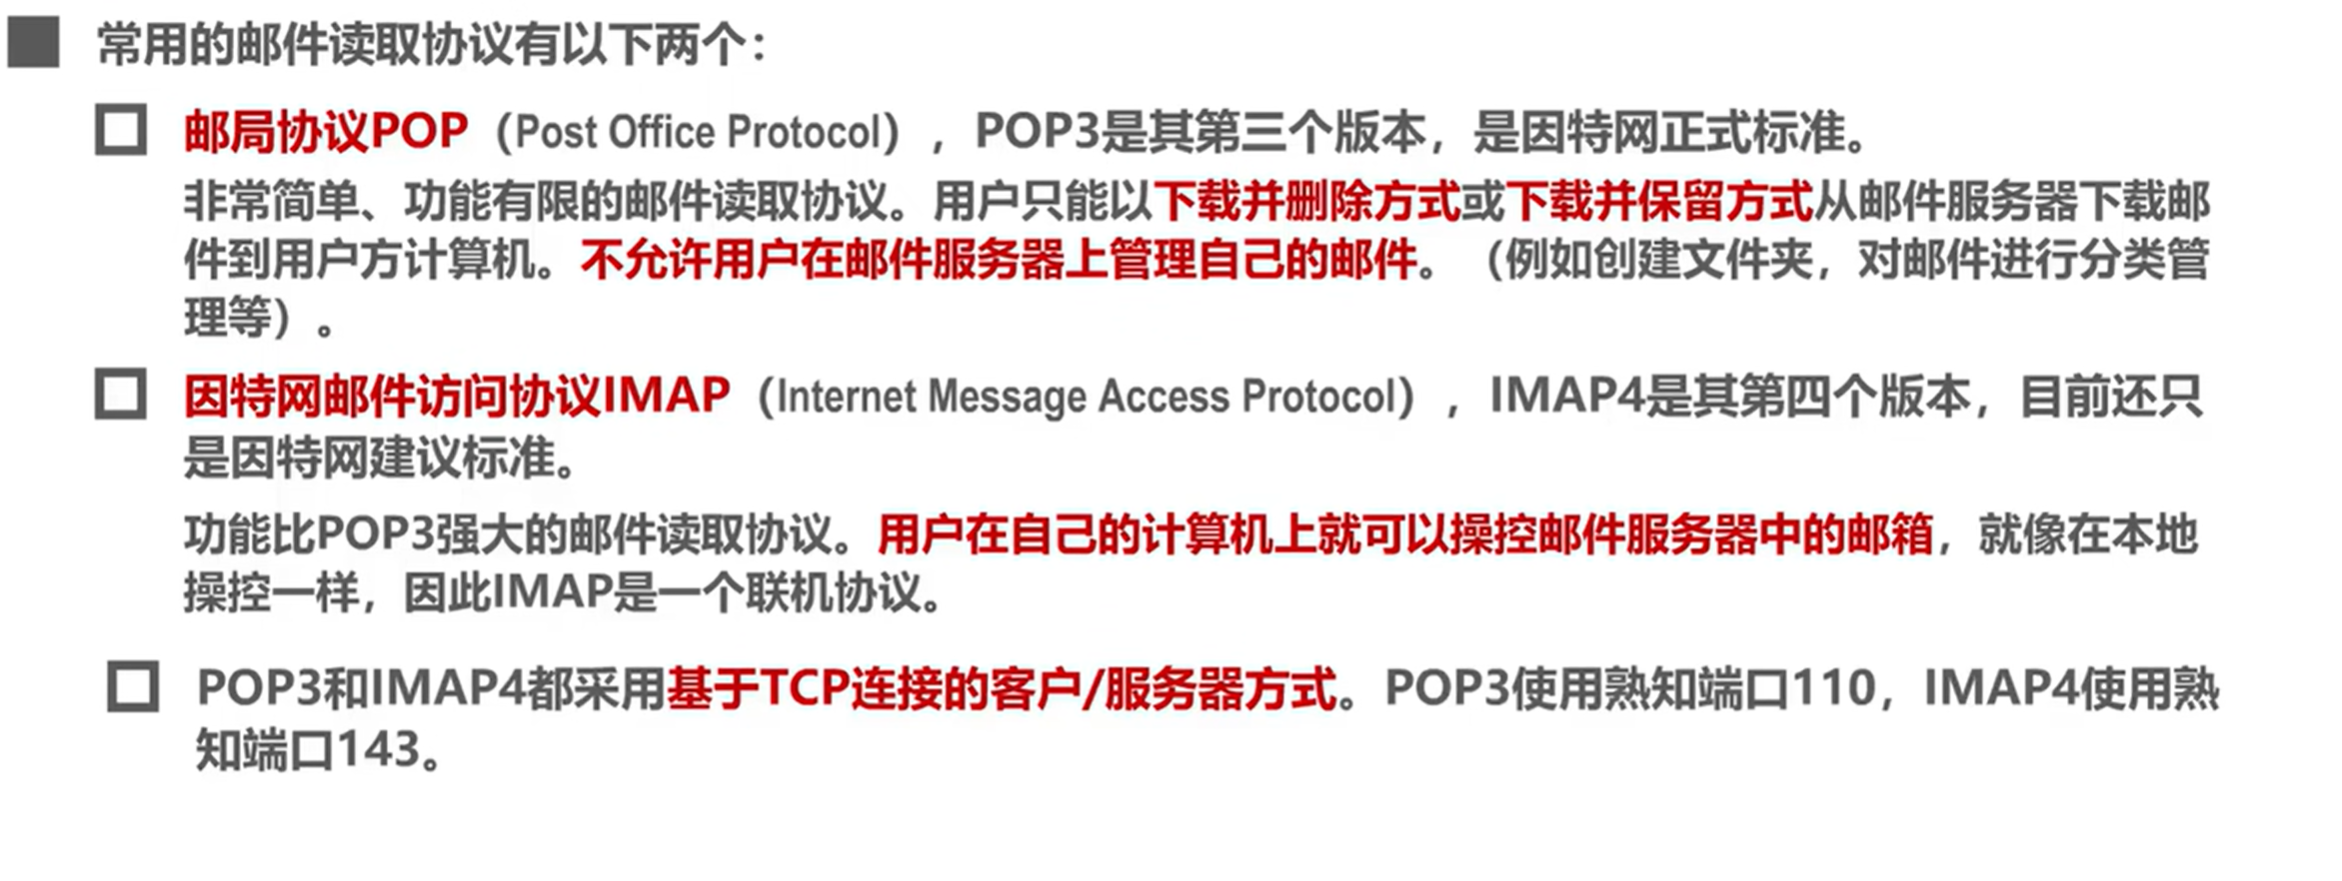 常用的邮件读取协议有以下两个：
邮局协议POP（Post Office Protocol），POP3是其第三个版本，是因特网正式标准。
非常简单、功能有限的邮件读取协议。用户只能以下载并删除方式或下载并保留方式从邮件服务器下载邮
件到用户方计算机。不允许用户在邮件服务器上管理自己的邮件。（例如创建文件夹，对邮件进行分类管
理等）。
因特网邮件访问协议IMAP（Internet Message Access Protocol），IMAP4是其第四个版本，目前还只
是因特网建议标准。
功能比POP3强大的邮件读取协议。用户在自己的计算机上就可以操控邮件服务器中的邮箱，就像在本地
操控一样，因此IMAP是一个联机协议。
POP3和IMAP4都采用基于TCP连接的客户/服务器方式。POP3使用熟知端口110，IMAP4使用熟
知端口143。